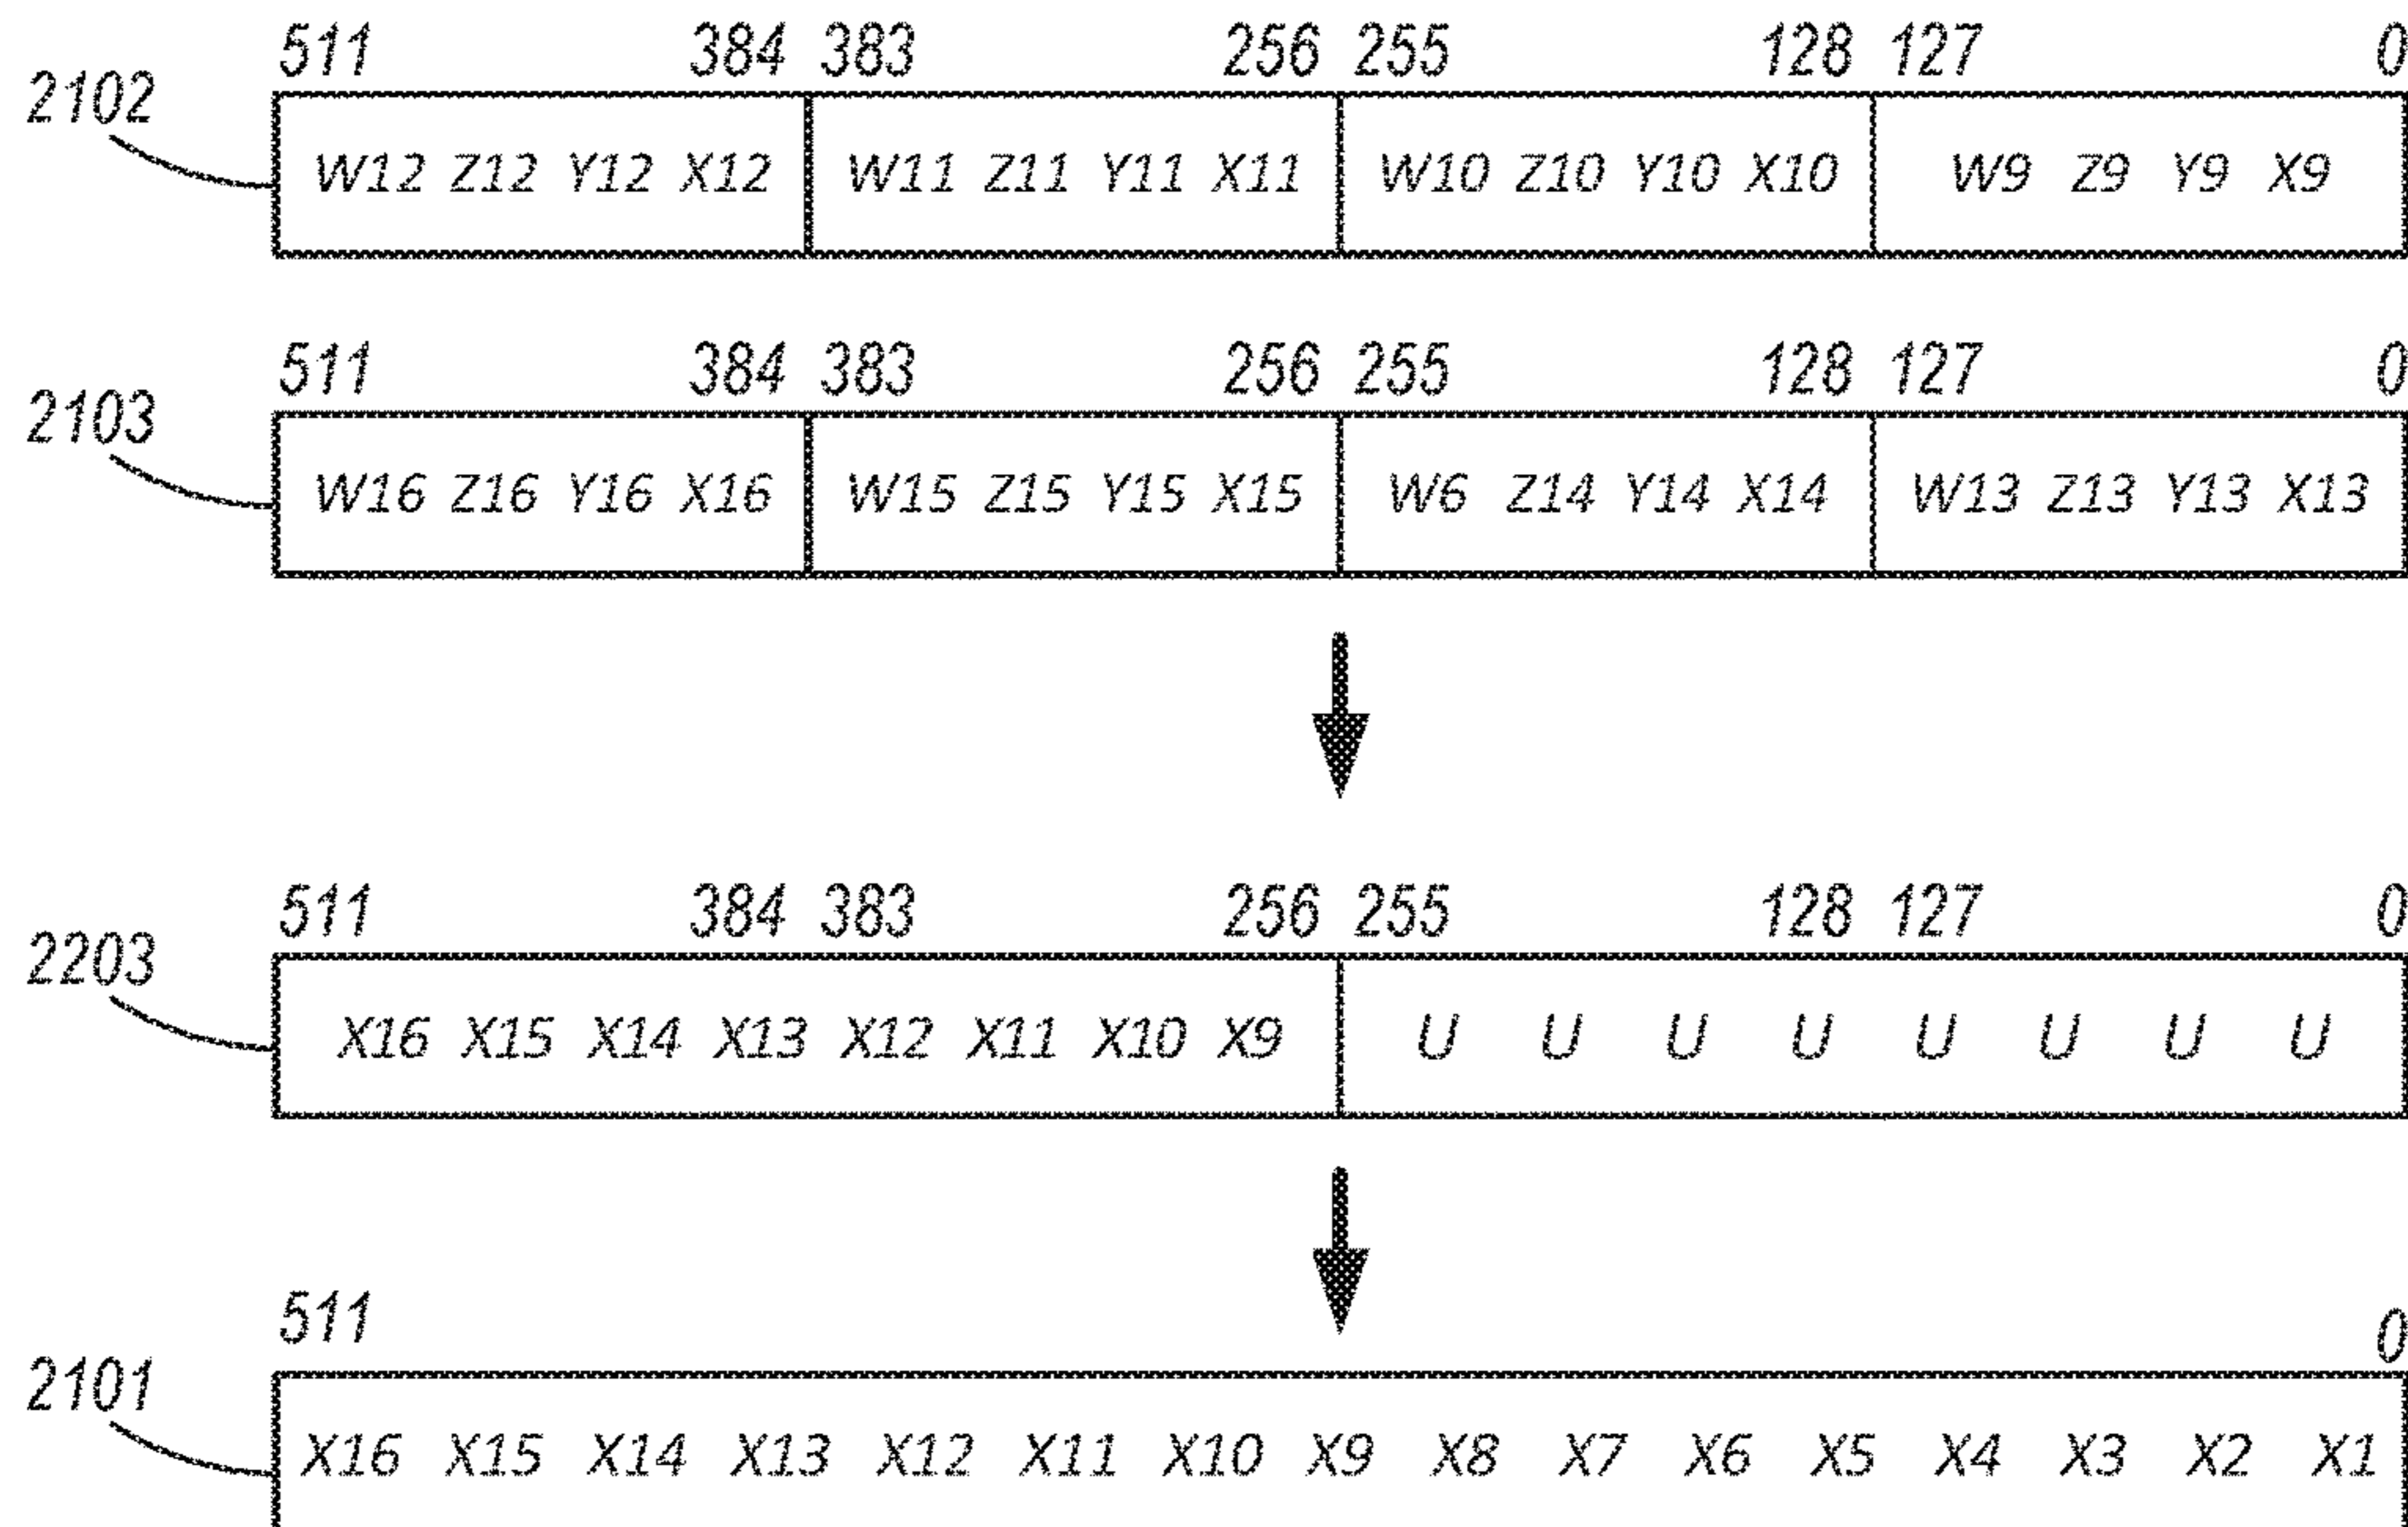 511 384 383 256 255 128 127 0
2102
W12 Z12 Y12 X12 W11 Z11 Y11 X11 W10 Z10 Y10 X10 W9 Z9 Y9 X9
511 384 383 256 255 128 127 0
2103
W16 Z16 Y16 X16 W15 Z15 Y15 X15 W6 Z14 Y14 X14 W13 Z13 Y13 X13
511 384 383 256 255 128 127 0
2203
X16 X15 X14 X13 X12 X11 X10 X9 U U U U U U U U
511 0
2101
X16 X15 X14 X13 X12 X11 X10 X9 X8 X7 X6 X5 X4 X3 X2 X1